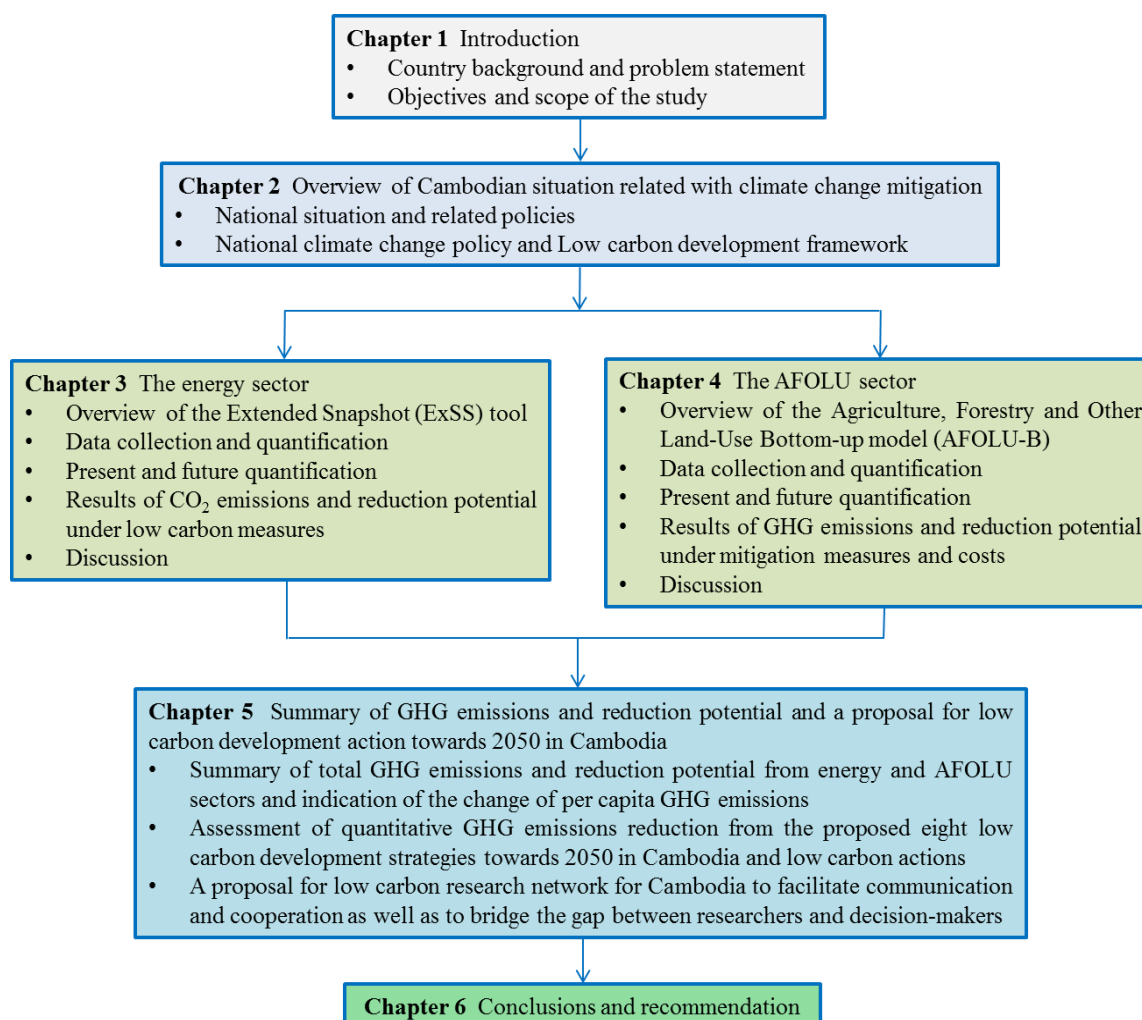 Chapter 1 Introduction
• Country background and problem statement
• Objectives and scope of the study
Chapter 2 Overview of Cambodian situation related with climate change mitigation
• National situation and related policies
• National climate change policy and Low carbon development framework
Chapter 3 The energy sector
• Overview of the Extended Snapshot (ExSS) tool
• Data collection and quantification
• Present and future quantification
• Results of CO₂ emissions and reduction potential
under low carbon measures
• Discussion
Chapter 4 The AFOLU sector
• Overview of the Agriculture, Forestry and Other
Land-Use Bottom-up model (AFOLU-B)
• Data collection and quantification
• Present and future quantification
• Results of GHG emissions and reduction potential
under mitigation measures and costs
• Discussion
Chapter 5 Summary of GHG emissions and reduction potential and a proposal for low
carbon development action towards 2050 in Cambodia
• Summary of total GHG emissions and reduction potential from energy and AFOLU
sectors and indication of the change of per capita GHG emissions
• Assessment of quantitative GHG emissions reduction from the proposed eight low
carbon development strategies towards 2050 in Cambodia and low carbon actions
• A proposal for low carbon research network for Cambodia to facilitate communication
and cooperation as well as to bridge the gap between researchers and decision-makers
Chapter 6 Conclusions and recommendation